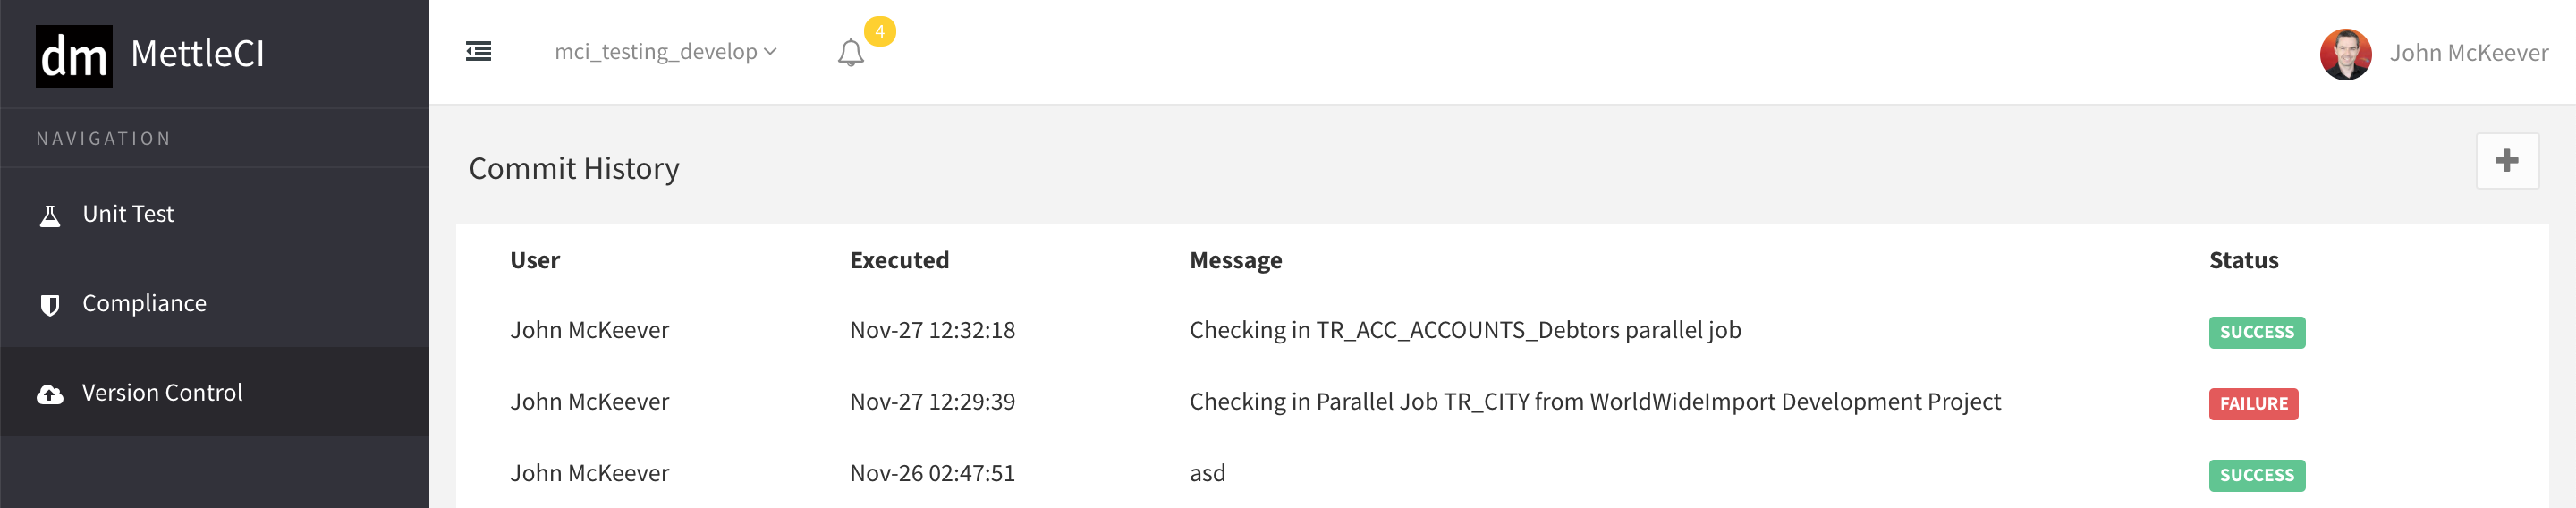 dm MettleCI
mci_testing_develop
4
John McKeever
NAVIGATION
Unit Test
Compliance
Version Control
Commit History
User Executed Message Status
John McKeever Nov-27 12:32:18 Checking in TR_ACC_ACCOUNTS_Debtors parallel job SUCCESS
John McKeever Nov-27 12:29:39 Checking in Parallel Job TR_CITY from WorldWideImport Development Project FAILURE
John McKeever Nov-26 02:47:51 asd SUCCESS